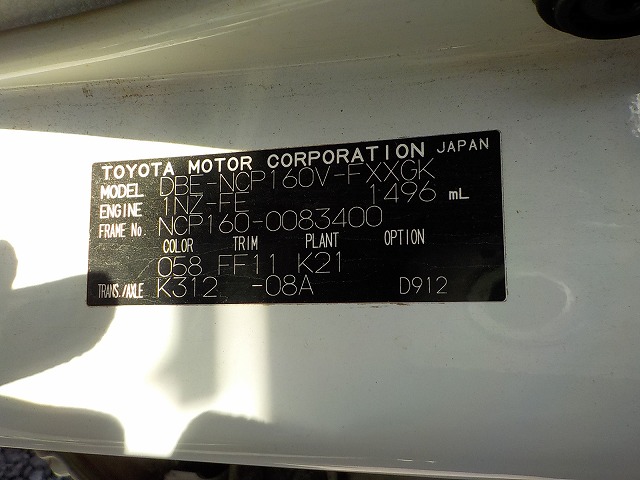 TOYOTA MOTOR CORPORATION JAPAN
MODEL DBE-NCP160V-FXXGK
ENGINE 1NZ-FE 1496 mL
FRAME No. NCP160-0083400
COLOR TRIM PLANT OPTION
058 FF11 K21
TRANS./AXLE K312 -08A D912